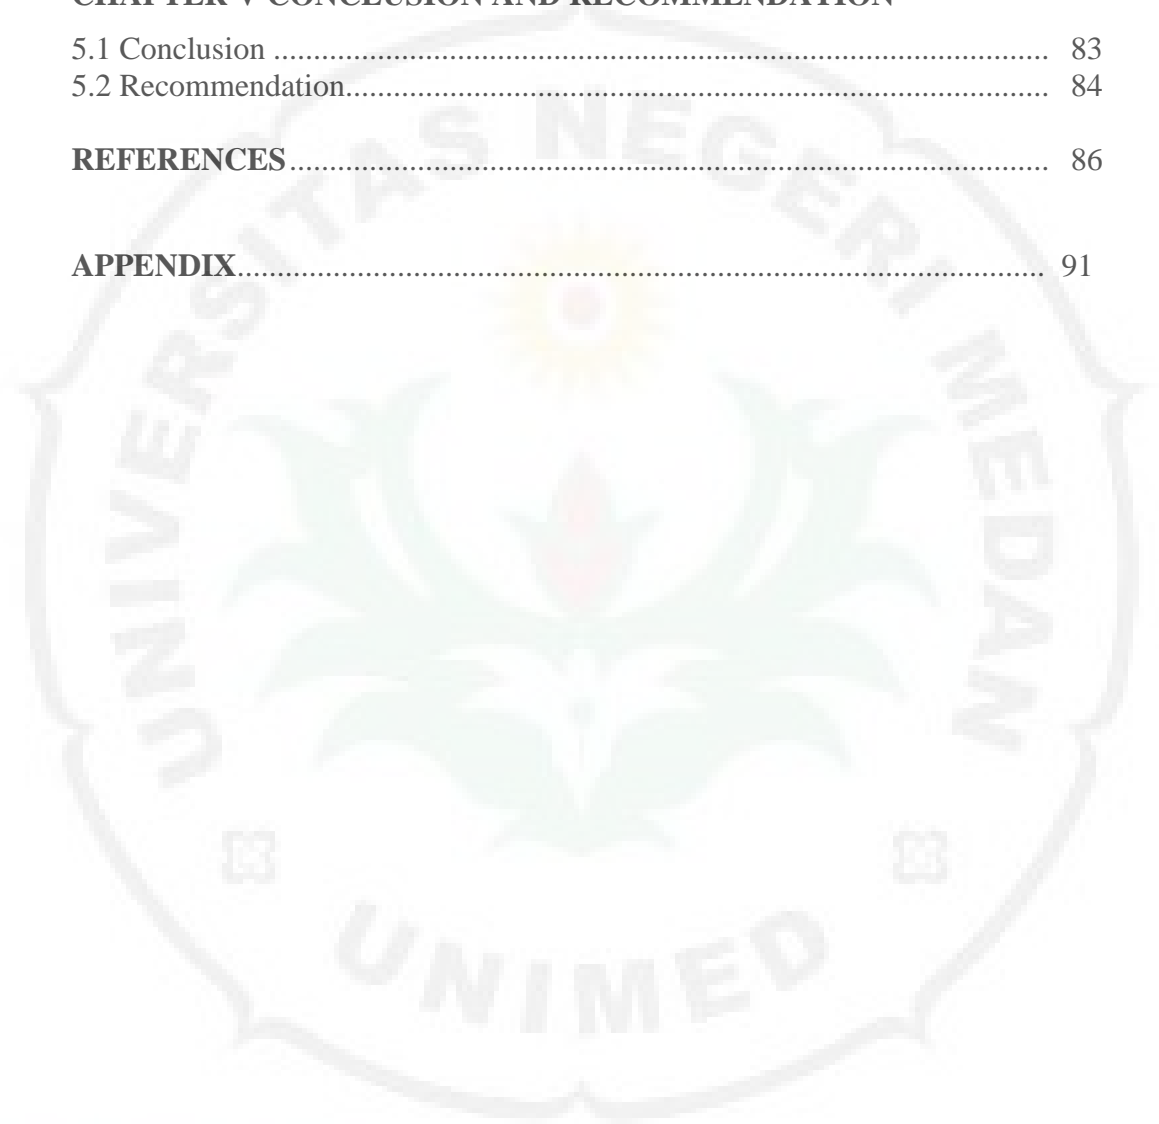 CHAPTER V CONCLUSION AND RECOMMENDATION
5.1 Conclusion .................................................................................................. 83
5.2 Recommendation......................................................................................... 84
REFERENCES ................................................................................................ 86
APPENDIX...................................................................................................... 91
UNIVERSITAS NEGERI MEDAN
UNIMED